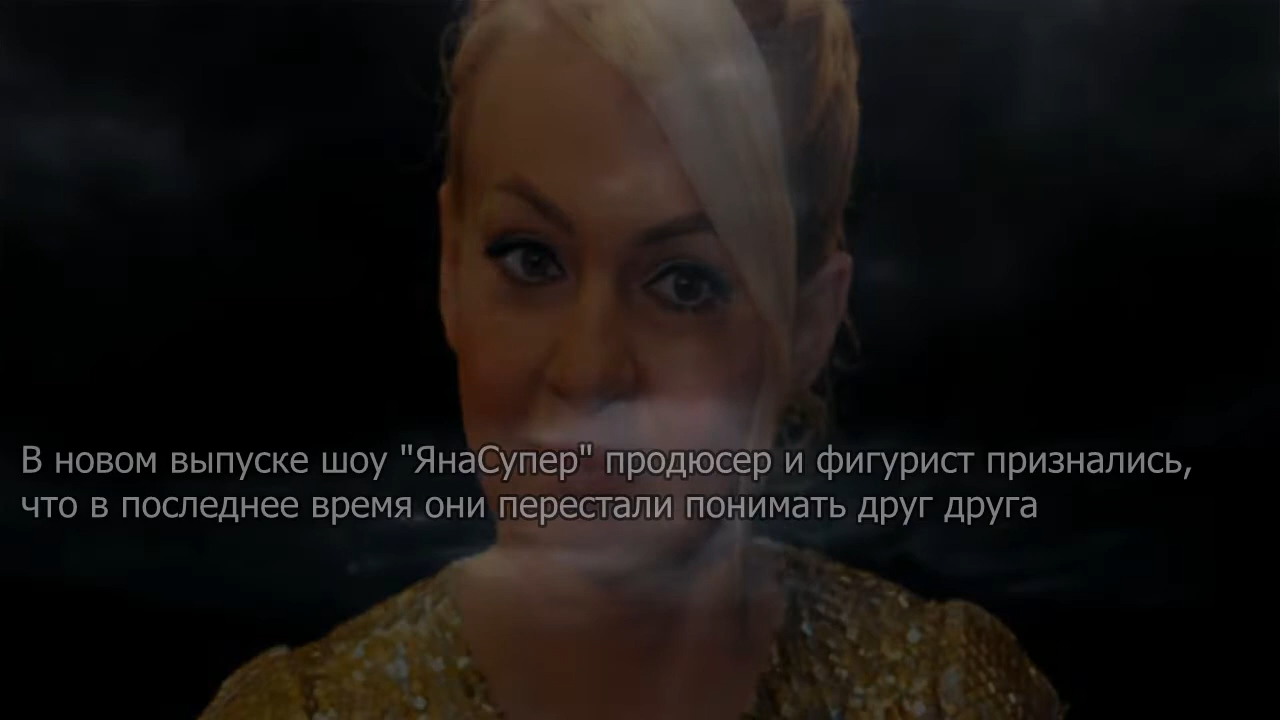 В новом выпуске шоу "ЯнаСупер" продюсер и фигурист признались,
что в последнее время они перестали понимать друг друга